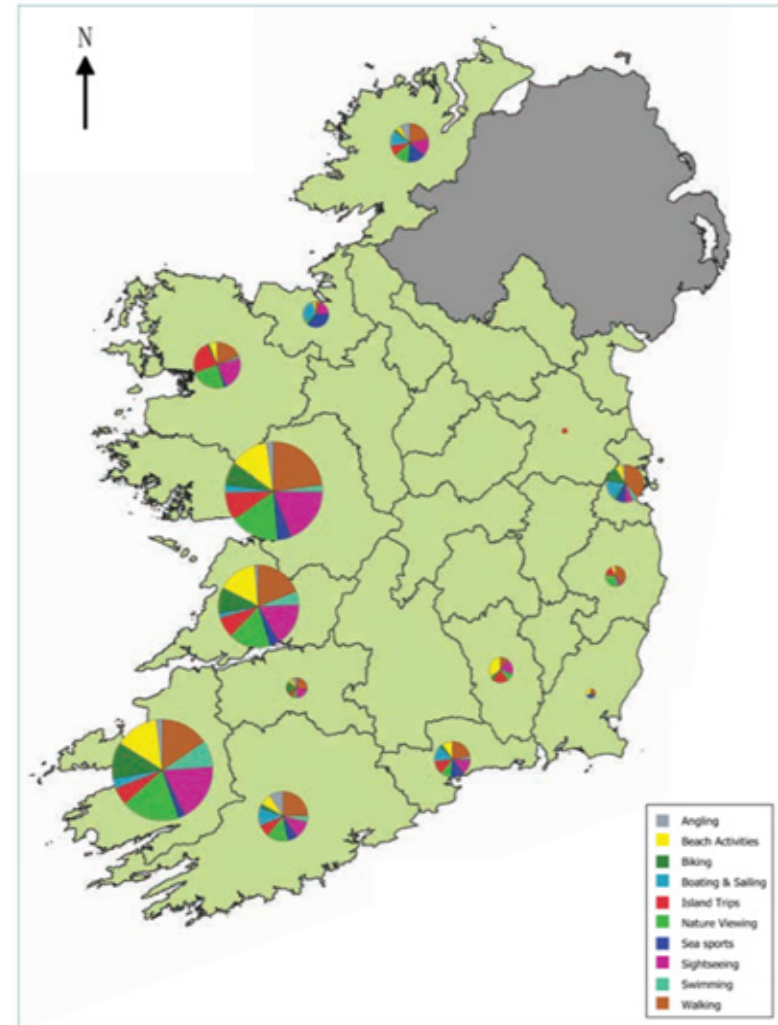 N
Angling
Beach Activities
Biking
Boating & Sailing
Island Trips
Nature Viewing
Sea sports
Sightseeing
Swimming
Walking